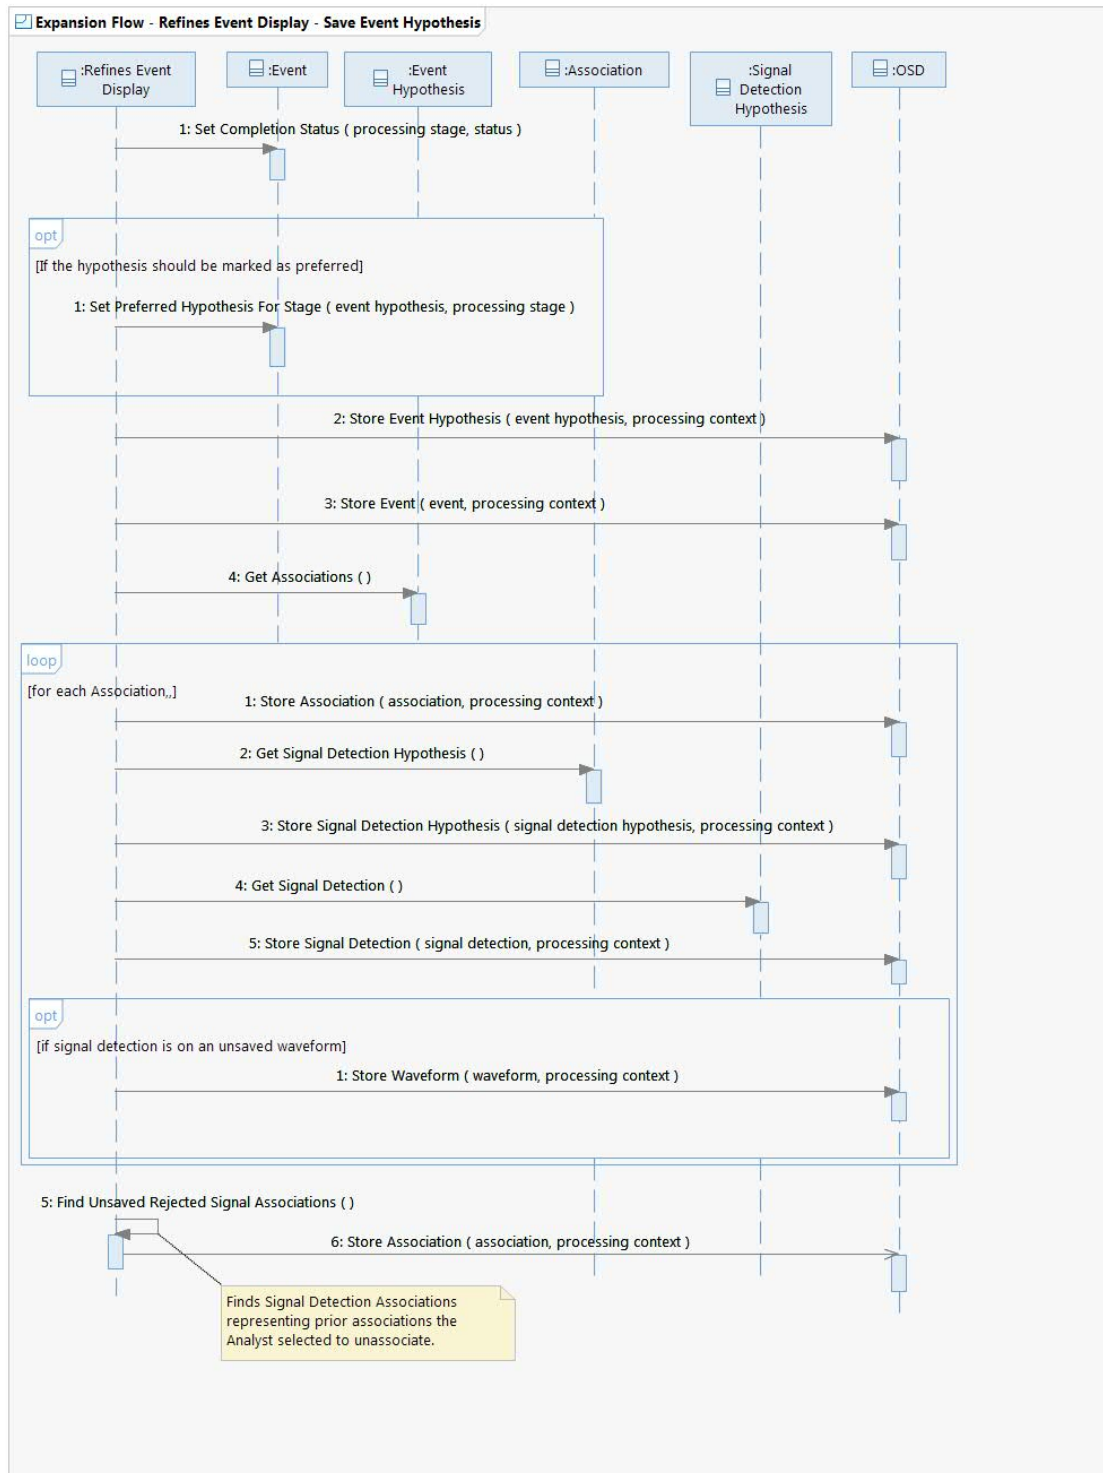 Expansion Flow - Refines Event Display - Save Event Hypothesis
:Refines Event
Display
:Event
:Event
Hypothesis
:Association
:Signal
Detection
Hypothesis
:OSD
1: Set Completion Status ( processing stage, status )
opt
[If the hypothesis should be marked as preferred]
1: Set Preferred Hypothesis For Stage ( event hypothesis, processing stage )
2: Store Event Hypothesis ( event hypothesis, processing context )
3: Store Event ( event, processing context )
4: Get Associations ( )
loop
[for each Association,,]
1: Store Association ( association, processing context )
2: Get Signal Detection Hypothesis ( )
3: Store Signal Detection Hypothesis ( signal detection hypothesis, processing context )
4: Get Signal Detection ( )
5: Store Signal Detection ( signal detection, processing context )
opt
[if signal detection is on an unsaved waveform]
1: Store Waveform ( waveform, processing context )
5: Find Unsaved Rejected Signal Associations ( )
6: Store Association ( association, processing context )
Finds Signal Detection Associations
representing prior associations the
Analyst selected to unassociate.